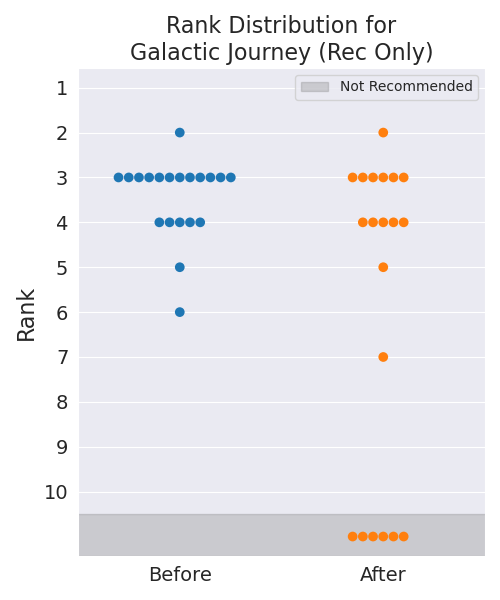 Rank Distribution for
Galactic Journey (Rec Only)
Not Recommended
1
2
3
4
5
6
7
8
9
10
Rank
Before
After